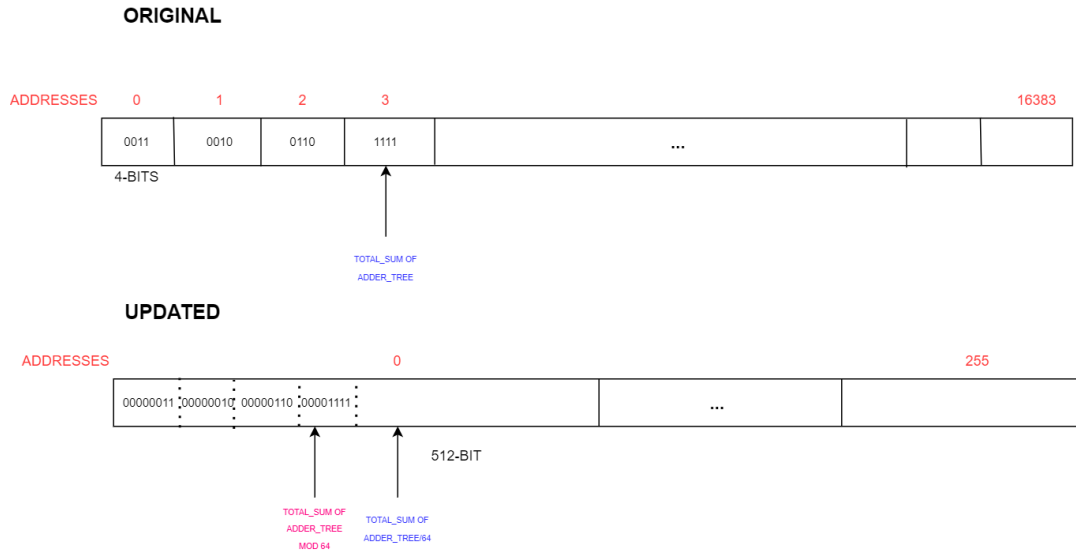 ORIGINAL
ADDRESSES 0 1 2 3 16383
0011 0010 0110 1111 ...
4-BITS
TOTAL_SUM OF
ADDER_TREE
UPDATED
ADDRESSES 0 255
00000011 00000010 00000110 00001111 ...
512-BIT
TOTAL_SUM OF
ADDER_TREE
MOD 64
TOTAL_SUM OF
ADDER_TREE/64